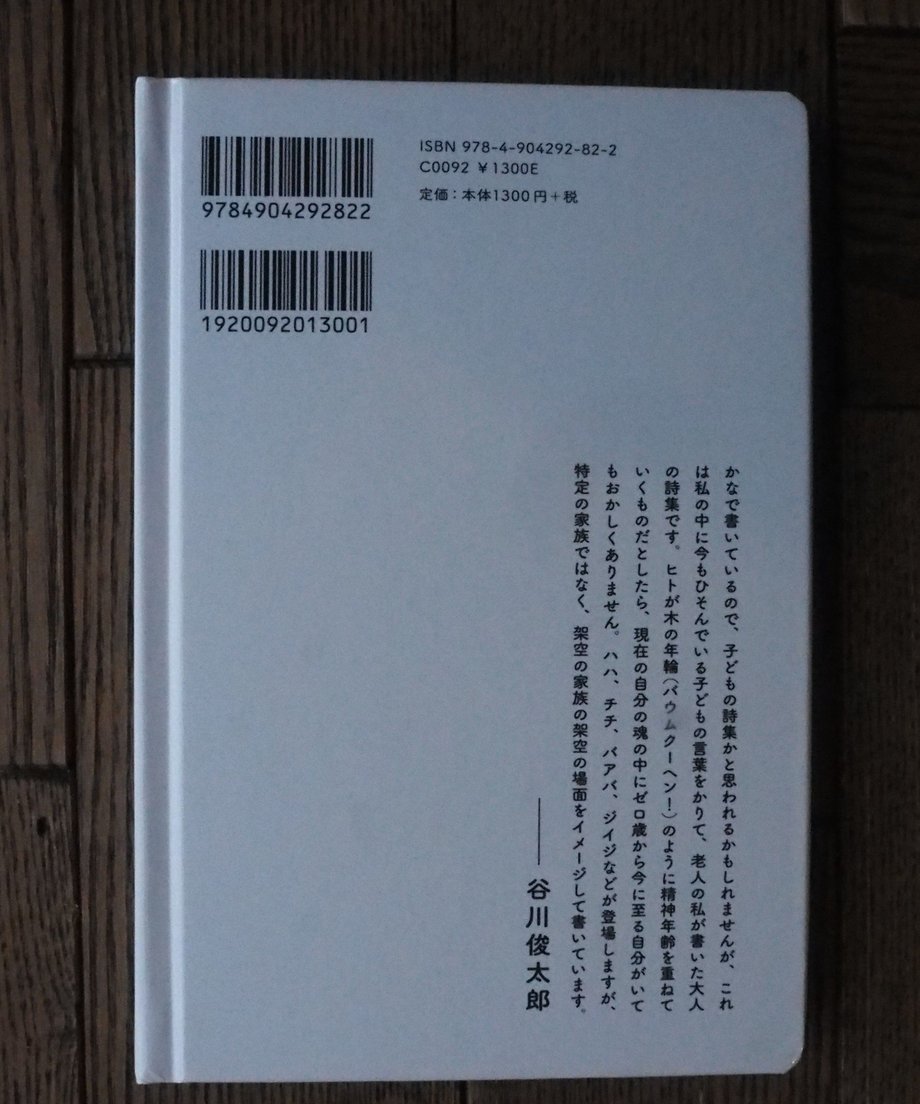 9784904292822
1920092013001
ISBN 978-4-904292-82-2
C0092 ¥1300E
定価：本体1300円＋税
かなで書いているので、子どもの詩集かと思われるかもしれませんが、これ
は私の中に今もひそんでいる子どもの言葉をかりて、老人の私が書いた大人
の詩集です。ヒトが木の年輪（バウムクーヘン！）のように精神年齢を重ねて
いくものだとしたら、現在の自分の魂の中にゼロ歳から今に至る自分がいて
もおかしくありません。ハハ、チチ、バアバ、ジイジなどが登場しますが、
特定の家族ではなく、架空の家族の架空の場面をイメージして書いています。
――谷川俊太郎